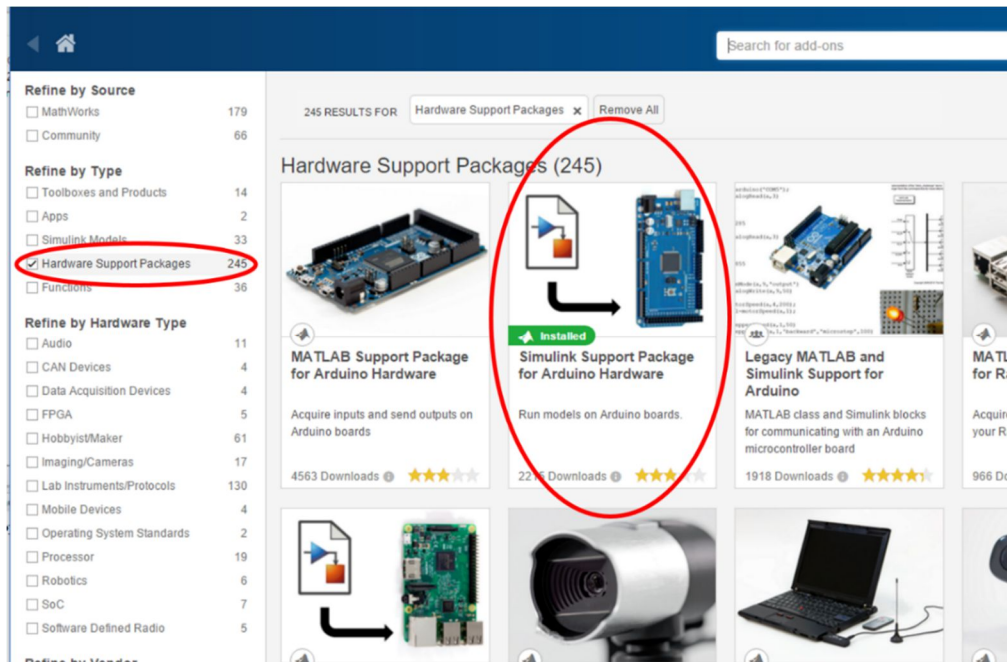 Search for add-ons
Refine by Source
MathWorks 179
Community 66
Refine by Type
Toolboxes and Products 14
Apps 2
Simulink Models 33
Hardware Support Packages 245
Functions 36
Refine by Hardware Type
Audio 11
CAN Devices 4
Data Acquisition Devices 4
FPGA 5
Hobbyist/Maker 61
Imaging/Cameras 17
Lab Instruments/Protocols 130
Mobile Devices 4
Operating System Standards 2
Processor 19
Robotics 6
SoC 7
Software Defined Radio 5
Refine by Vendor
245 RESULTS FOR Hardware Support Packages x Remove All
Hardware Support Packages (245)
MATLAB Support Package
for Arduino Hardware
Acquire inputs and send outputs on
Arduino boards
4563 Downloads
Installed
Simulink Support Package
for Arduino Hardware
Run models on Arduino boards.
Downloads
Legacy MATLAB and
Simulink Support for
Arduino
MATLAB class and Simulink blocks
for communicating with an Arduino
microcontroller board
1918 Downloads
for
your
966